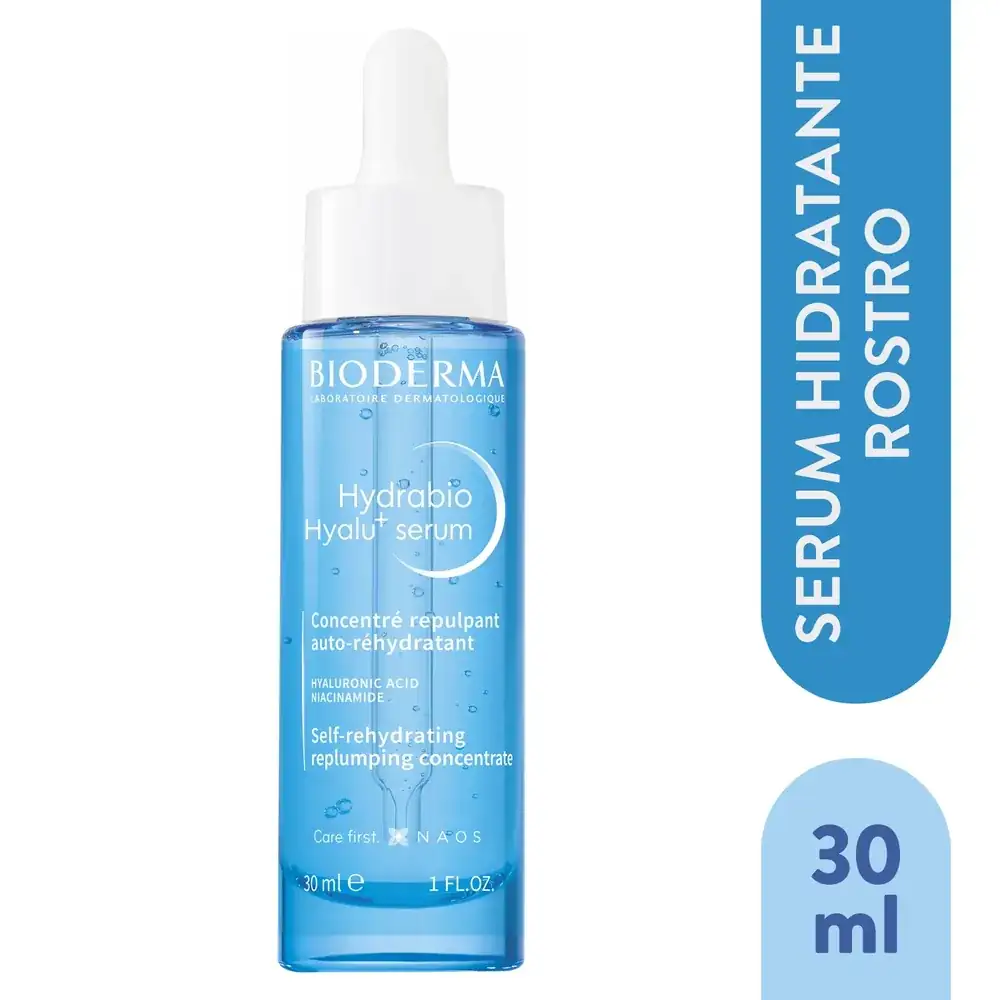 BIODERMA
LABORATOIRE DERMATOLOGIQUE
Hydrabio
Hyalu+ serum
Concentré repulpant
auto-réhydratant
HYALURONIC ACID
NIACINAMIDE
Self-rehydrating
replumping concentrate
Care first. NAOS
30 ml ℮ 1 FL.OZ.
SERUM HIDRATANTE
ROSTRO
30
ml